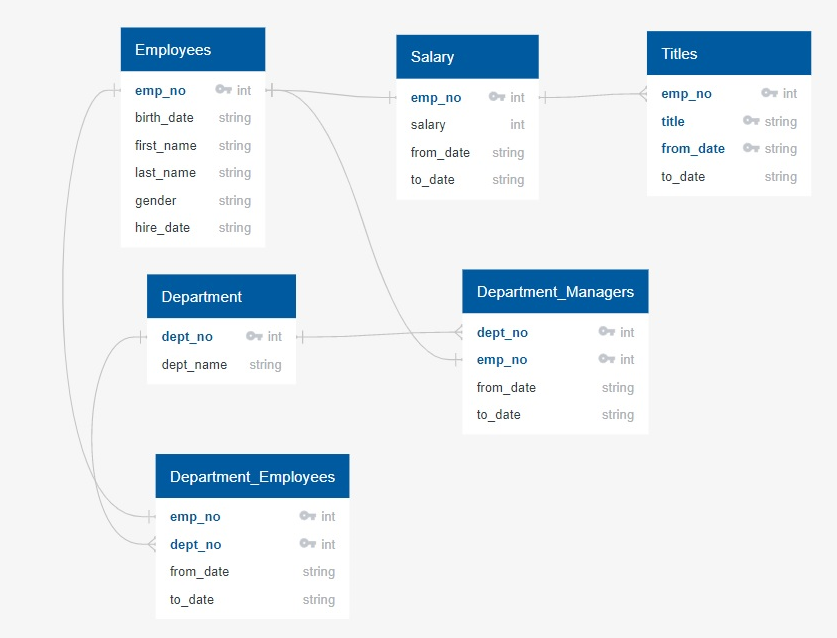 Employees
emp_no int
birth_date string
first_name string
last_name string
gender string
hire_date string
Salary
emp_no int
salary int
from_date string
to_date string
Titles
emp_no int
title string
from_date string
to_date string
Department
dept_no int
dept_name string
Department_Managers
dept_no int
emp_no int
from_date string
to_date string
Department_Employees
emp_no int
dept_no int
from_date string
to_date string